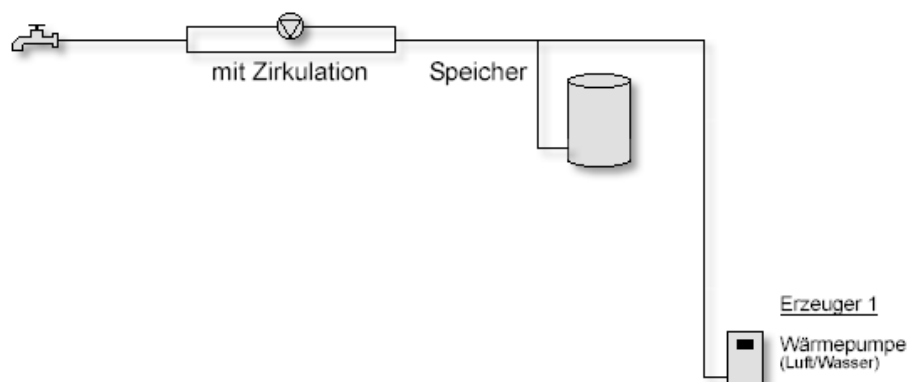 mit Zirkulation
Speicher
Erzeuger 1
Wärmepumpe
(Luft/Wasser)